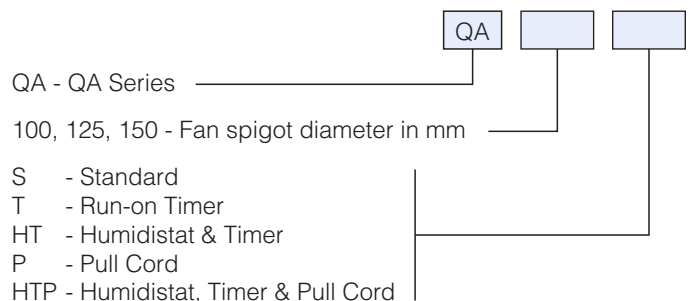 QA
QA - QA Series
100, 125, 150 - Fan spigot diameter in mm
S - Standard
T - Run-on Timer
HT - Humidistat & Timer
P - Pull Cord
HTP - Humidistat, Timer & Pull Cord